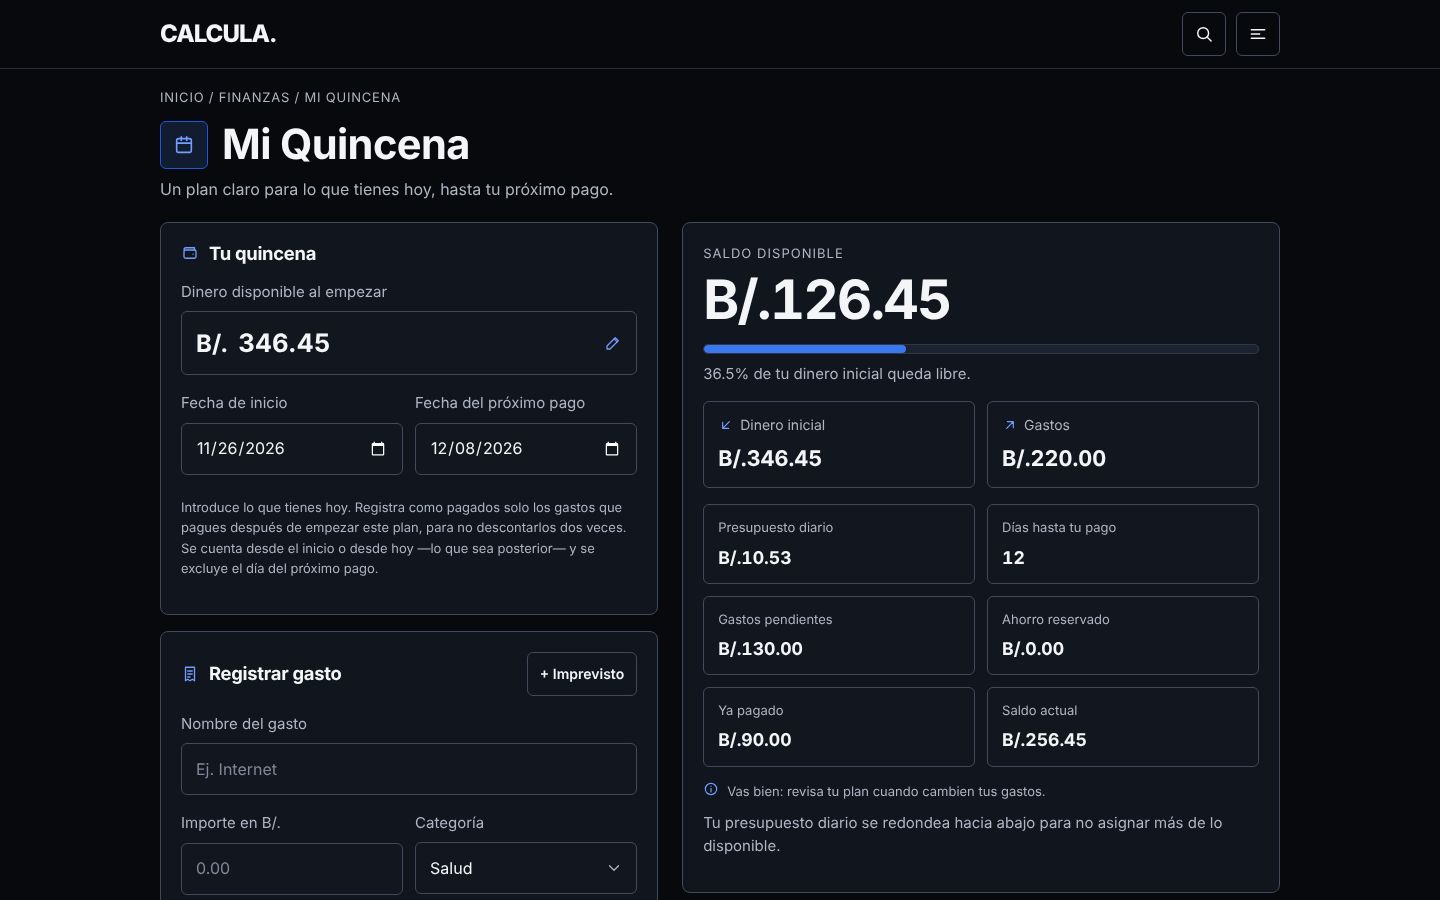 CALCULA.
INICIO / FINANZAS / MI QUINCENA
Mi Quincena
Un plan claro para lo que tienes hoy, hasta tu próximo pago.
Tu quincena
Dinero disponible al empezar
B/. 346.45
Fecha de inicio
Fecha del próximo pago
11/26/2026
12/08/2026
Introduce lo que tienes hoy. Registra como pagados solo los gastos que
pagues después de empezar este plan, para no descontarlos dos veces.
Se cuenta desde el inicio o desde hoy —lo que sea posterior— y se
excluye el día del próximo pago.
Registrar gasto
+ Imprevisto
Nombre del gasto
Ej. Internet
Importe en B/.
Categoría
0.00
Salud
SALDO DISPONIBLE
B/.126.45
36.5% de tu dinero inicial queda libre.
Dinero inicial
B/.346.45
Gastos
B/.220.00
Presupuesto diario
B/.10.53
Días hasta tu pago
12
Gastos pendientes
B/.130.00
Ahorro reservado
B/.0.00
Ya pagado
B/.90.00
Saldo actual
B/.256.45
Vas bien: revisa tu plan cuando cambien tus gastos.
Tu presupuesto diario se redondea hacia abajo para no asignar más de lo
disponible.